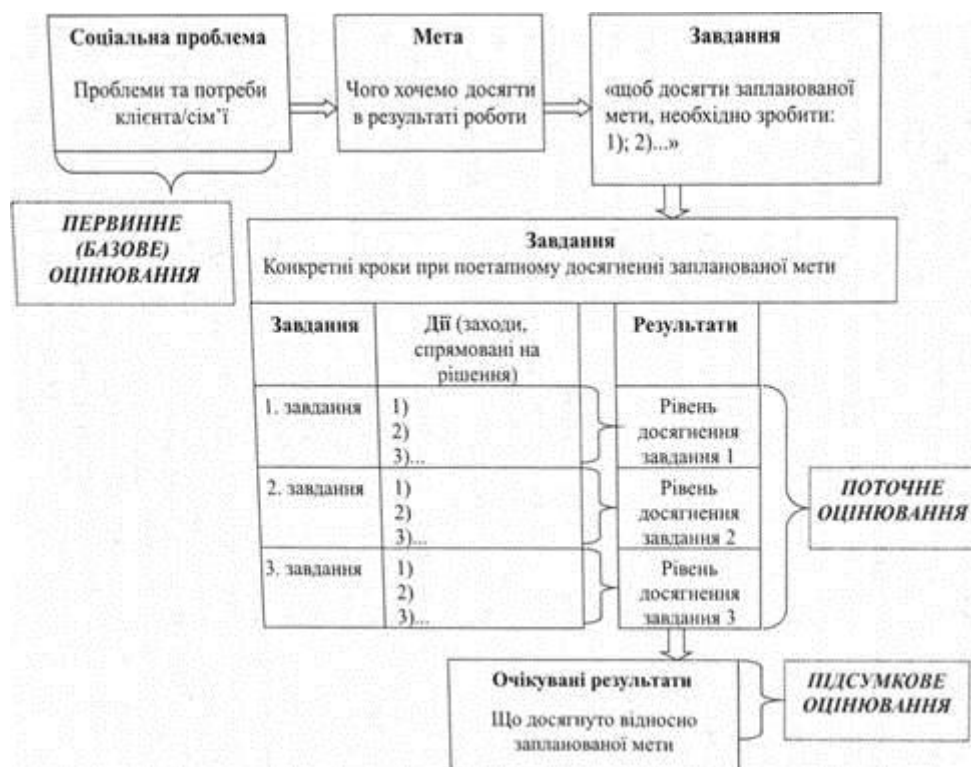 Соціальна проблема
Проблеми та потреби
клієнта/сім’ї
Мета
Чого хочемо досягти
в результаті роботи
Завдання
«щоб досягти запланованої
мети, необхідно зробити:
1); 2)...»
ПЕРВИННЕ
(БАЗОВЕ)
ОЦІНЮВАННЯ
Завдання
Конкретні кроки при поетапному досягненні запланованої мети
Завдання
Дії (заходи,
спрямовані на
рішення)
Результати
1. завдання
1)
2)
3)...
Рівень
досягнення
завдання 1
2. завдання
1)
2)
3)...
Рівень
досягнення
завдання 2
3. завдання
1)
2)
3)...
Рівень
досягнення
завдання 3
ПОТОЧНЕ
ОЦІНЮВАННЯ
Очікувані результати
Що досягнуто відносно
запланованої мети
ПІДСУМКОВЕ
ОЦІНЮВАННЯ